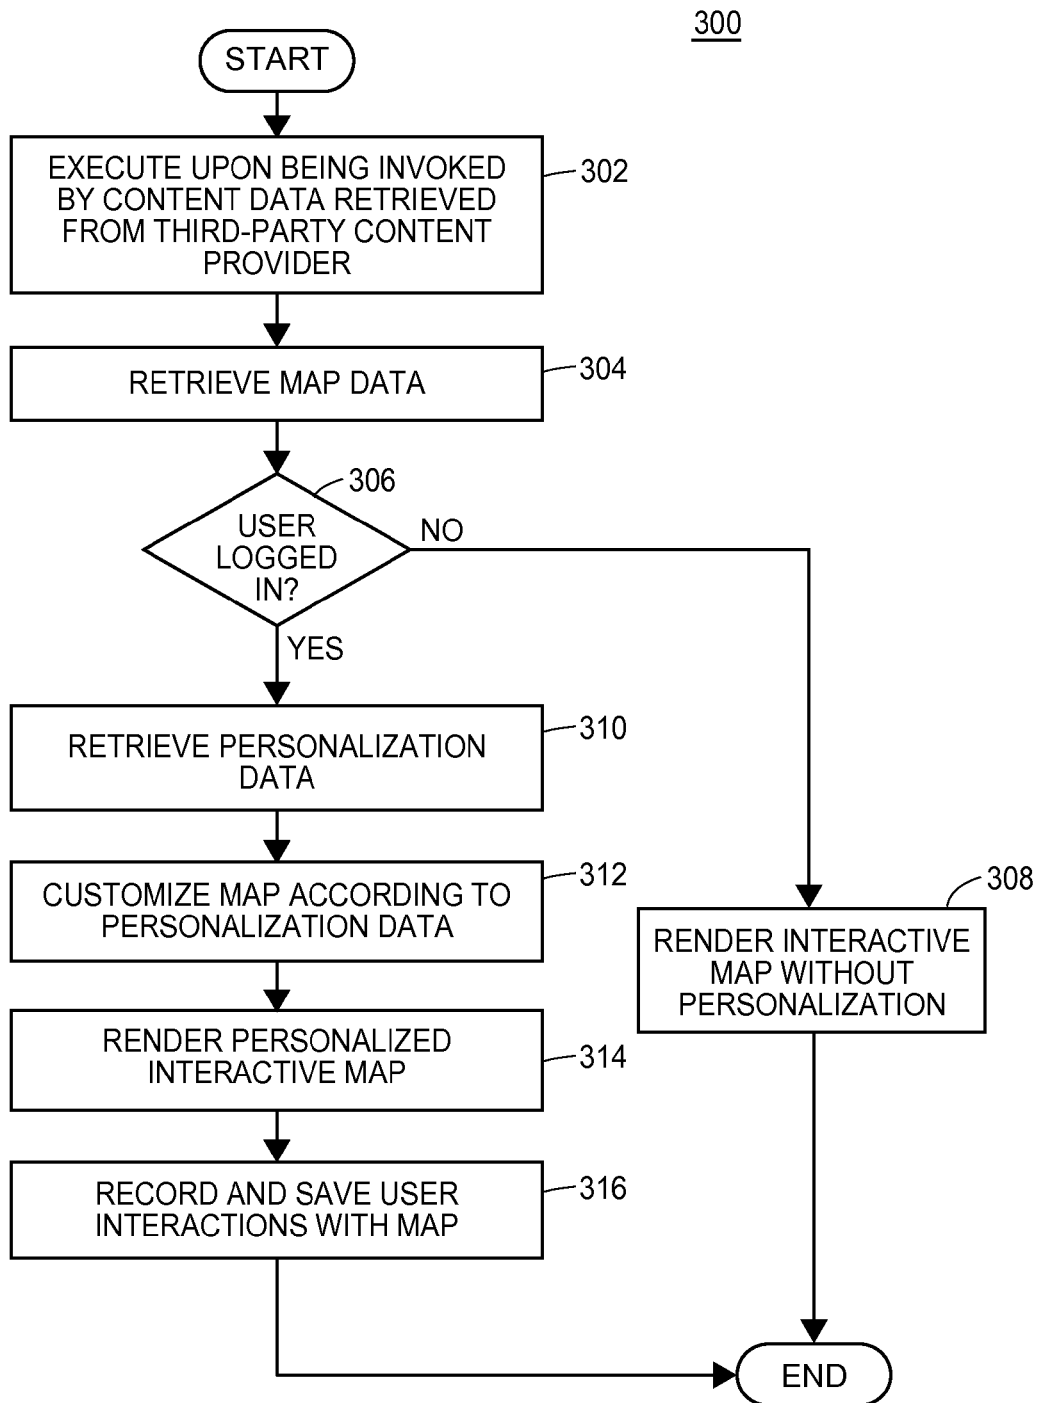 300
START
EXECUTE UPON BEING INVOKED
BY CONTENT DATA RETRIEVED
FROM THIRD-PARTY CONTENT
PROVIDER
302
RETRIEVE MAP DATA
304
306
USER
LOGGED
IN?
NO
YES
RETRIEVE PERSONALIZATION
DATA
310
CUSTOMIZE MAP ACCORDING TO
PERSONALIZATION DATA
312
308
RENDER INTERACTIVE
MAP WITHOUT
PERSONALIZATION
RENDER PERSONALIZED
INTERACTIVE MAP
314
RECORD AND SAVE USER
INTERACTIONS WITH MAP
316
END